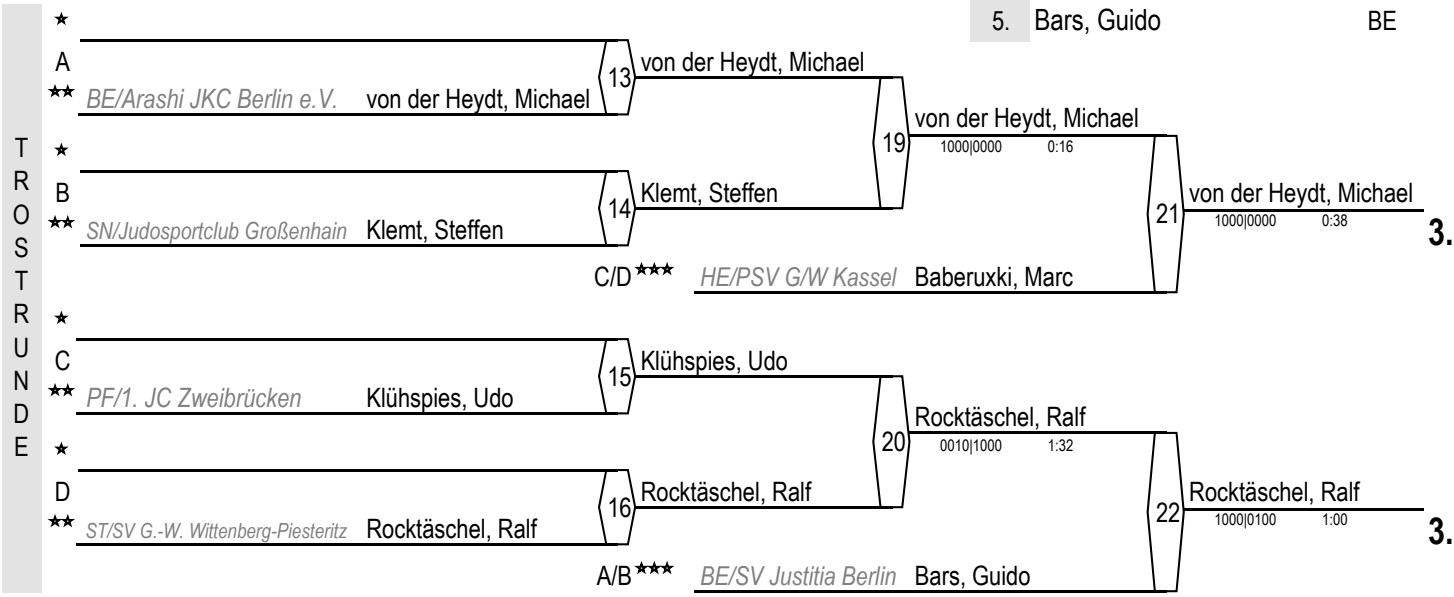 5. Bars, Guido BE
TROSTRUNDE
★
A
★★ BE/Arashi JKC Berlin e.V. von der Heydt, Michael
13 von der Heydt, Michael
★
B
★★ SN/Judosportclub Großenhain Klemt, Steffen
14 Klemt, Steffen
19 von der Heydt, Michael
1000|0000 0:16
C/D ★★★ HE/PSV G/W Kassel Baberuxki, Marc
21 von der Heydt, Michael
1000|0000 0:38
3.
★
C
★★ PF/1. JC Zweibrücken Klühspies, Udo
15 Klühspies, Udo
★
D
★★ ST/SV G.-W. Wittenberg-Piesteritz Rocktäschel, Ralf
16 Rocktäschel, Ralf
20 Rocktäschel, Ralf
0010|1000 1:32
A/B ★★★ BE/SV Justitia Berlin Bars, Guido
22 Rocktäschel, Ralf
1000|0100 1:00
3.